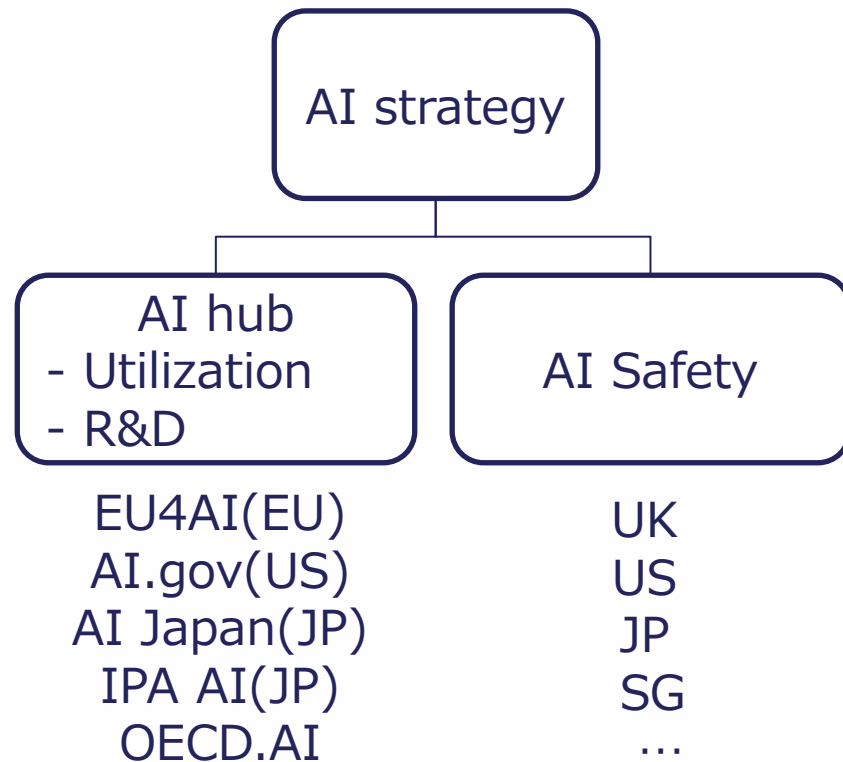 AI strategy
AI hub
- Utilization
- R&D
AI Safety
EU4AI(EU)
AI.gov(US)
AI Japan(JP)
IPA AI(JP)
OECD.AI
UK
US
JP
SG
…